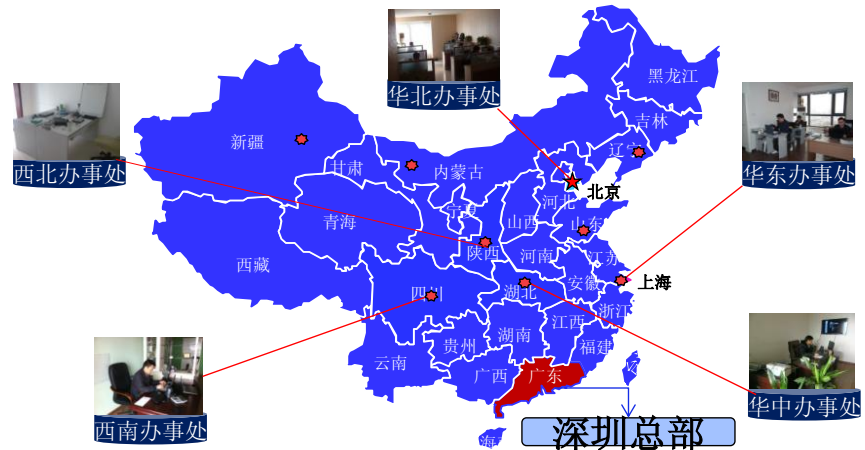 华北办事处
黑龙江
吉林
辽宁
新疆
西北办事处
甘肃
内蒙古
华东办事处
北京
河北
宁夏
山西
山东
青海
陕西
河南
江苏
西藏
四川
湖北
安徽
上海
浙江
江西
湖南
贵州
福建
云南
广西
广东
华中办事处
西南办事处
深圳总部
海